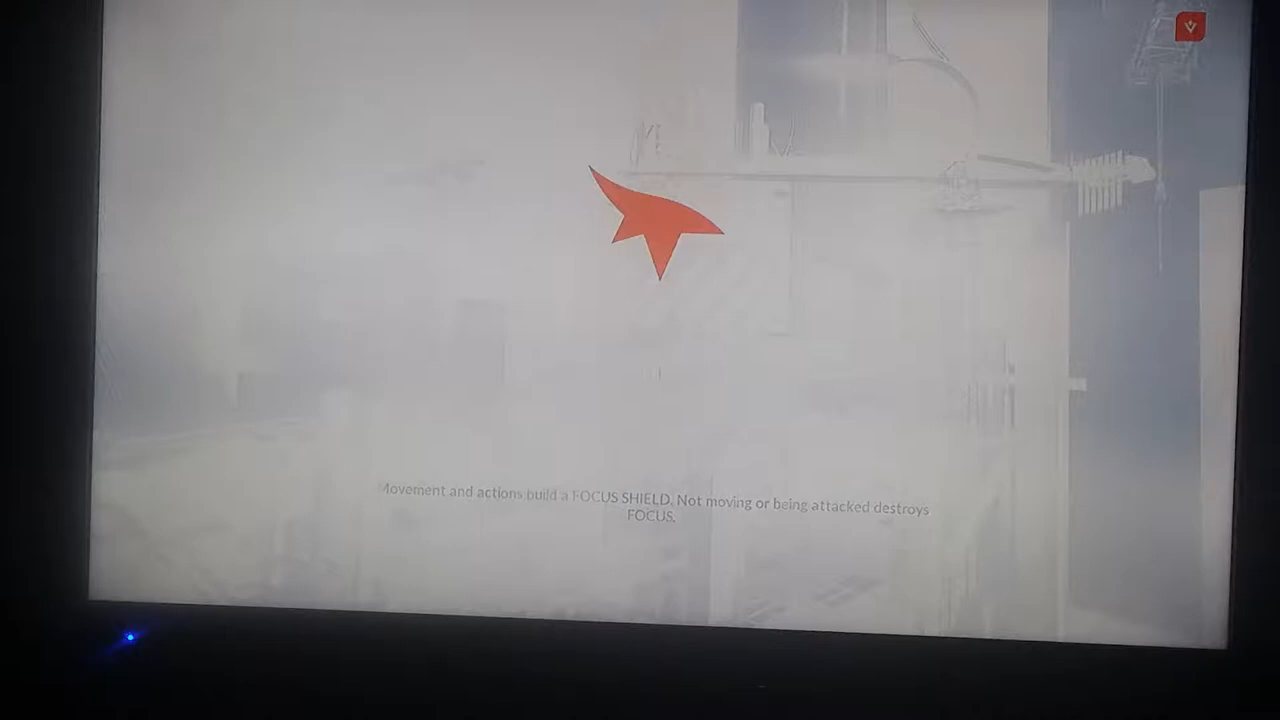 Movement and actions build a FOCUS SHIELD. Not moving or being attacked destroys
FOCUS.